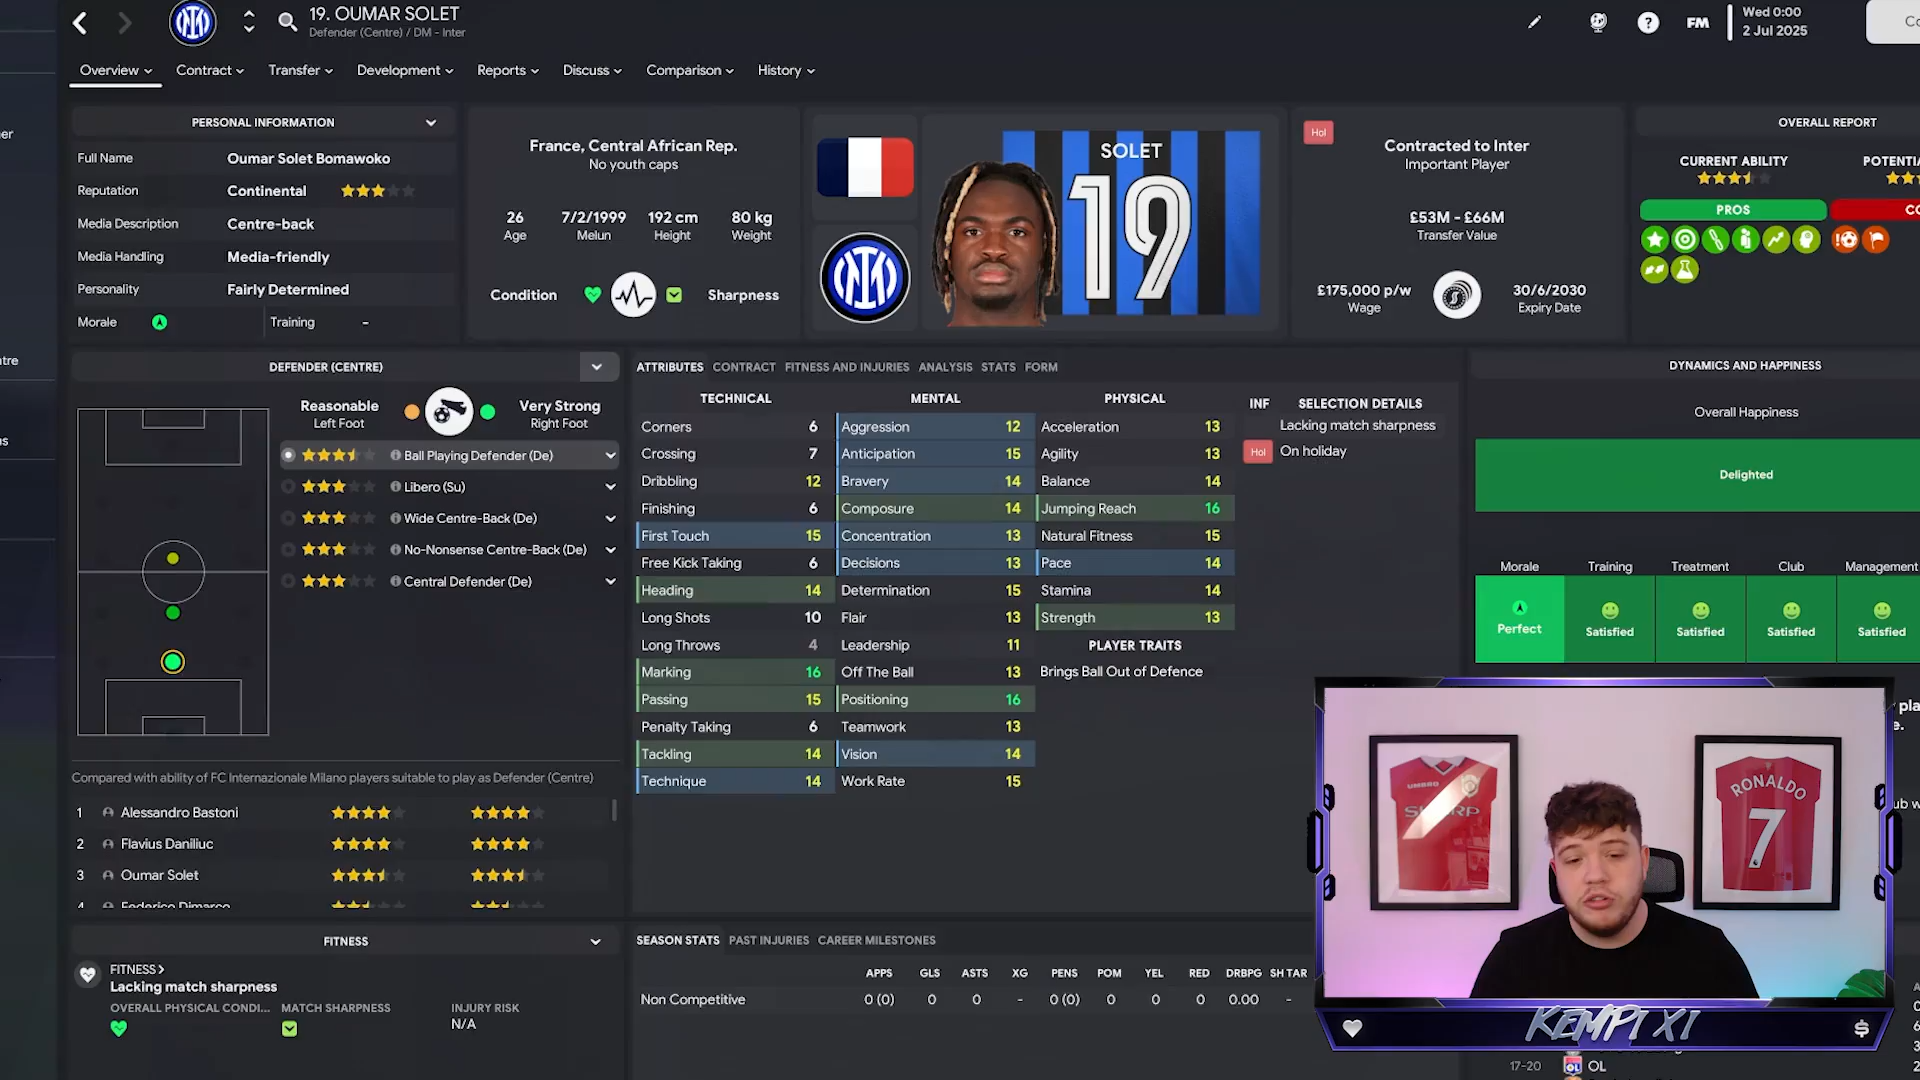 19. OUMAR SOLET
Defender (Centre) / DM - Inter
FM
Wed 0:00
2 Jul 2025
Overview
Contract
Transfer
Development
Reports
Discuss
Comparison
History
PERSONAL INFORMATION
Full Name Oumar Solet Bomawoko
Reputation Continental
Media Description Centre-back
Media Handling Media-friendly
Personality Fairly Determined
Morale
Training -
France, Central African Rep.
No youth caps
26 7/2/1999 192 cm 80 kg
Age Melun Height Weight
Condition
Sharpness
SOLET
19
Hol
Contracted to Inter
Important Player
£53M - £66M
Transfer Value
£175,000 p/w
Wage
30/6/2030
Expiry Date
OVERALL REPORT
CURRENT ABILITY
PROS
DEFENDER (CENTRE)
Reasonable
Left Foot
Very Strong
Right Foot
Ball Playing Defender (De)
Libero (Su)
Wide Centre-Back (De)
No-Nonsense Centre-Back (De)
Central Defender (De)
Compared with ability of FC Internazionale Milano players suitable to play as Defender (Centre)
1 Alessandro Bastoni
2 Flavius Daniliuc
3 Oumar Solet
4 Federico Dimarco
ATTRIBUTES CONTRACT FITNESS AND INJURIES ANALYSIS STATS FORM
TECHNICAL
Corners 6
Crossing 7
Dribbling 12
Finishing 6
First Touch 15
Free Kick Taking 6
Heading 14
Long Shots 10
Long Throws 4
Marking 16
Passing 15
Penalty Taking 6
Tackling 14
Technique 14
MENTAL
Aggression 12
Anticipation 15
Bravery 14
Composure 14
Concentration 13
Decisions 13
Determination 15
Flair 13
Leadership 11
Off The Ball 13
Positioning 16
Teamwork 13
Vision 14
Work Rate 15
PHYSICAL
Acceleration 13
Agility 13
Balance 14
Jumping Reach 16
Natural Fitness 15
Pace 14
Stamina 14
Strength 13
PLAYER TRAITS
Brings Ball Out of Defence
INF SELECTION DETAILS
Lacking match sharpness
Hol On holiday
DYNAMICS AND HAPPINESS
Overall Happiness
Delighted
Morale Training Treatment Club Management
Perfect Satisfied Satisfied Satisfied Satisfied
FITNESS
FITNESS>
Lacking match sharpness
OVERALL PHYSICAL CONDI... MATCH SHARPNESS INJURY RISK
N/A
SEASON STATS PAST INJURIES CAREER MILESTONES
APPS GLS ASTS XG PENS POM YEL RED DRBPG SH TAR
Non Competitive 0 (0) 0 0 - 0 (0) 0 0 0 0.00 -
UMBRO
SHARP
RONALDO
7
KEMPI XI
17-20 OL